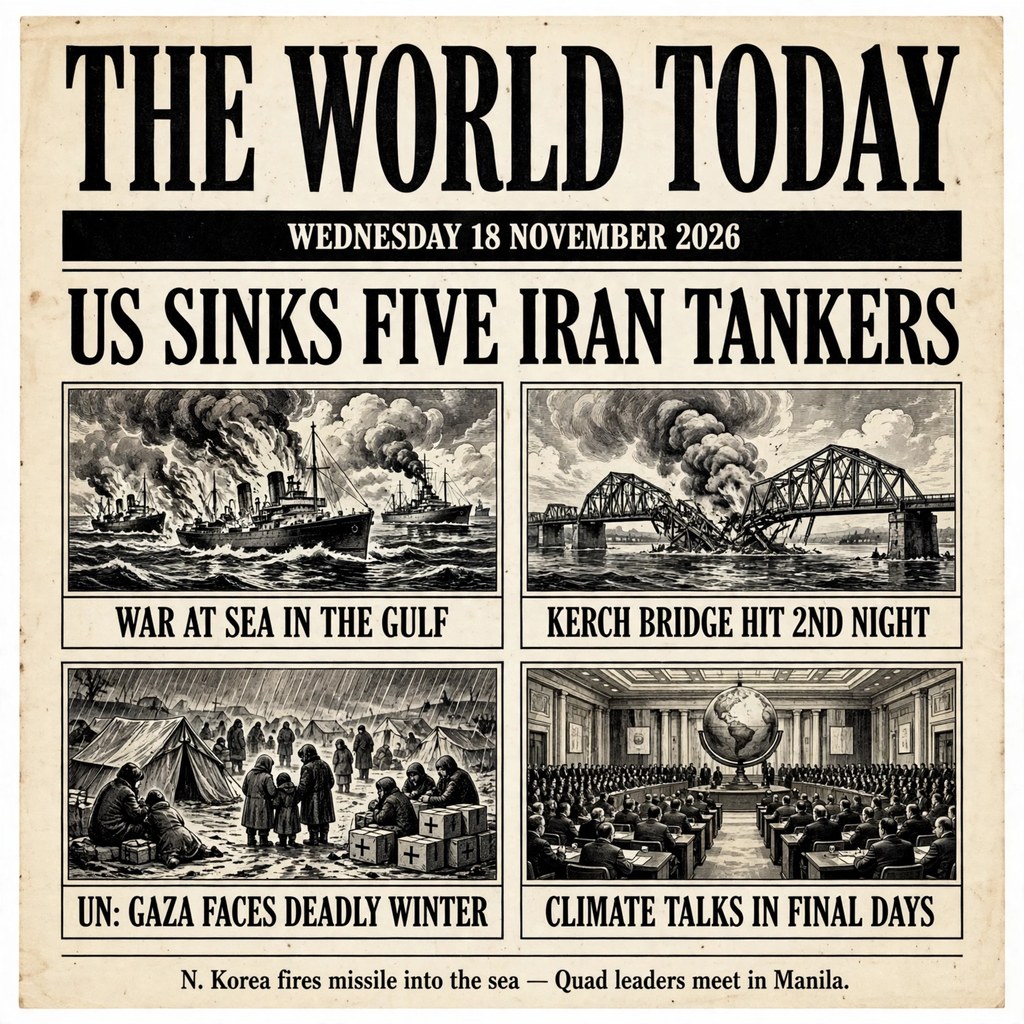 THE WORLD TODAY
WEDNESDAY 18 NOVEMBER 2026
US SINKS FIVE IRAN TANKERS
WAR AT SEA IN THE GULF
KERCH BRIDGE HIT 2ND NIGHT
UN: GAZA FACES DEADLY WINTER
CLIMATE TALKS IN FINAL DAYS
N. Korea fires missile into the sea — Quad leaders meet in Manila.